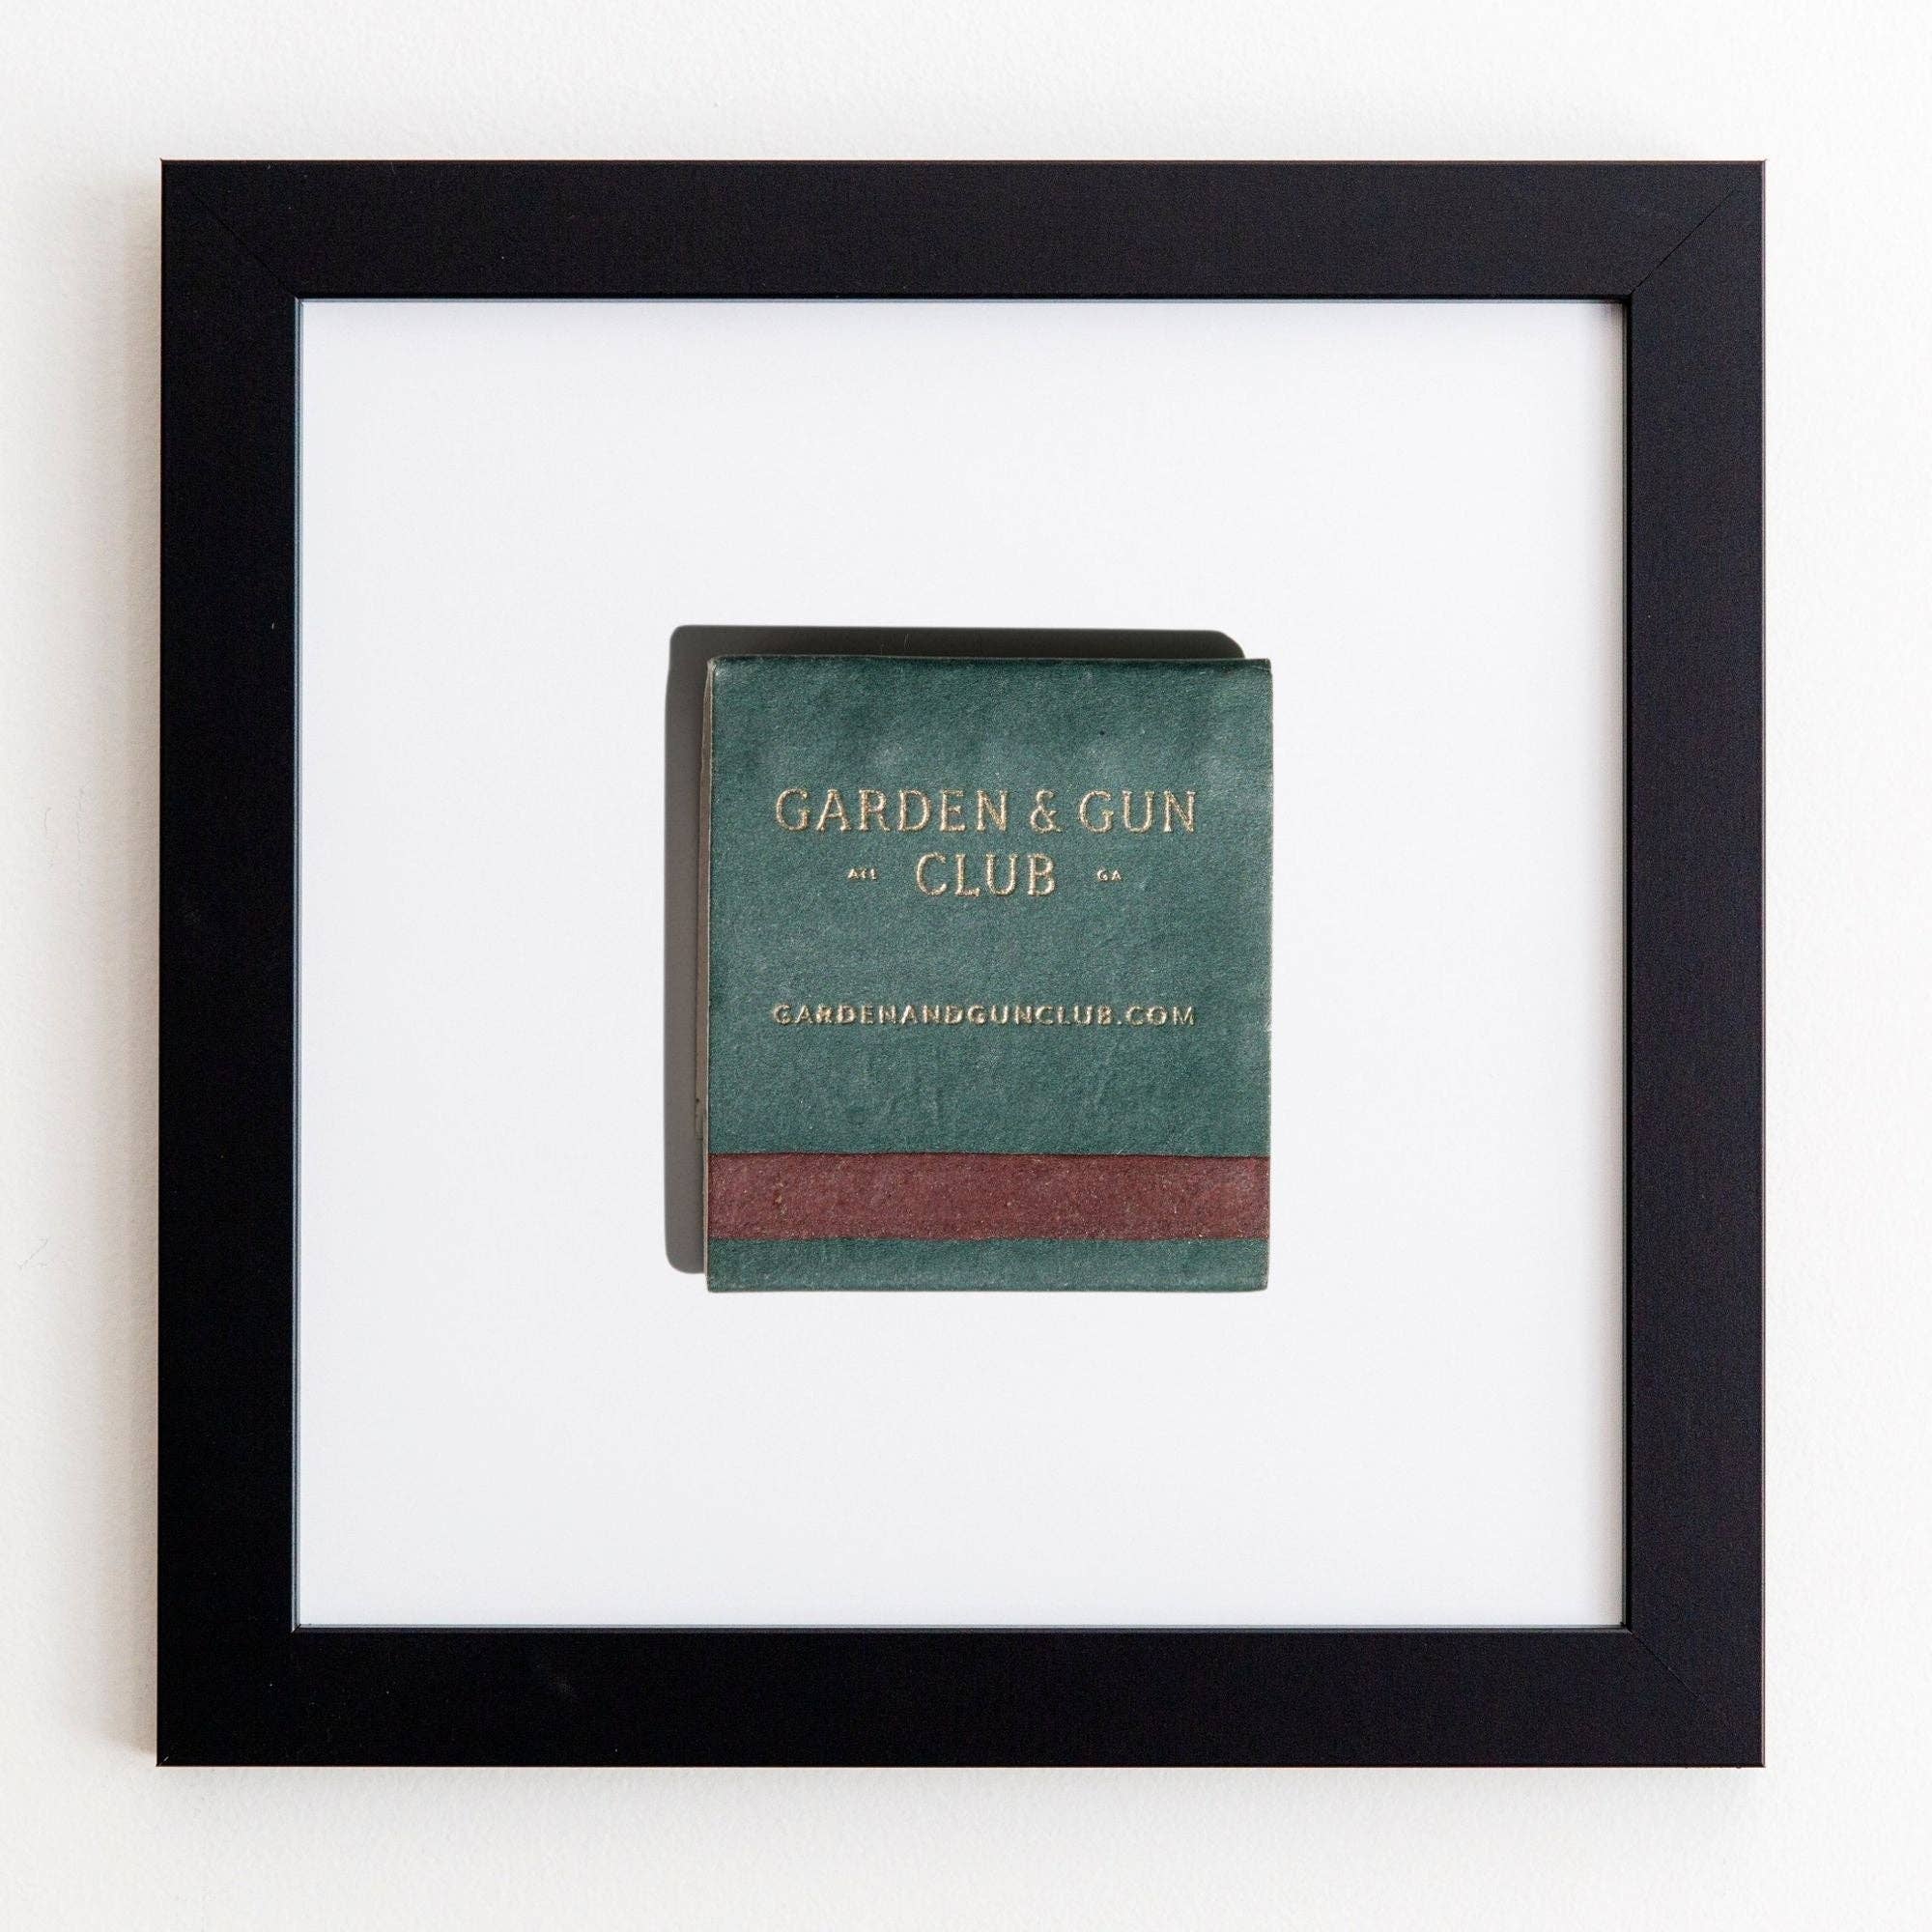 GARDEN & GUN
ATL CLUB GA
GARDENANDGUNCLUB.COM